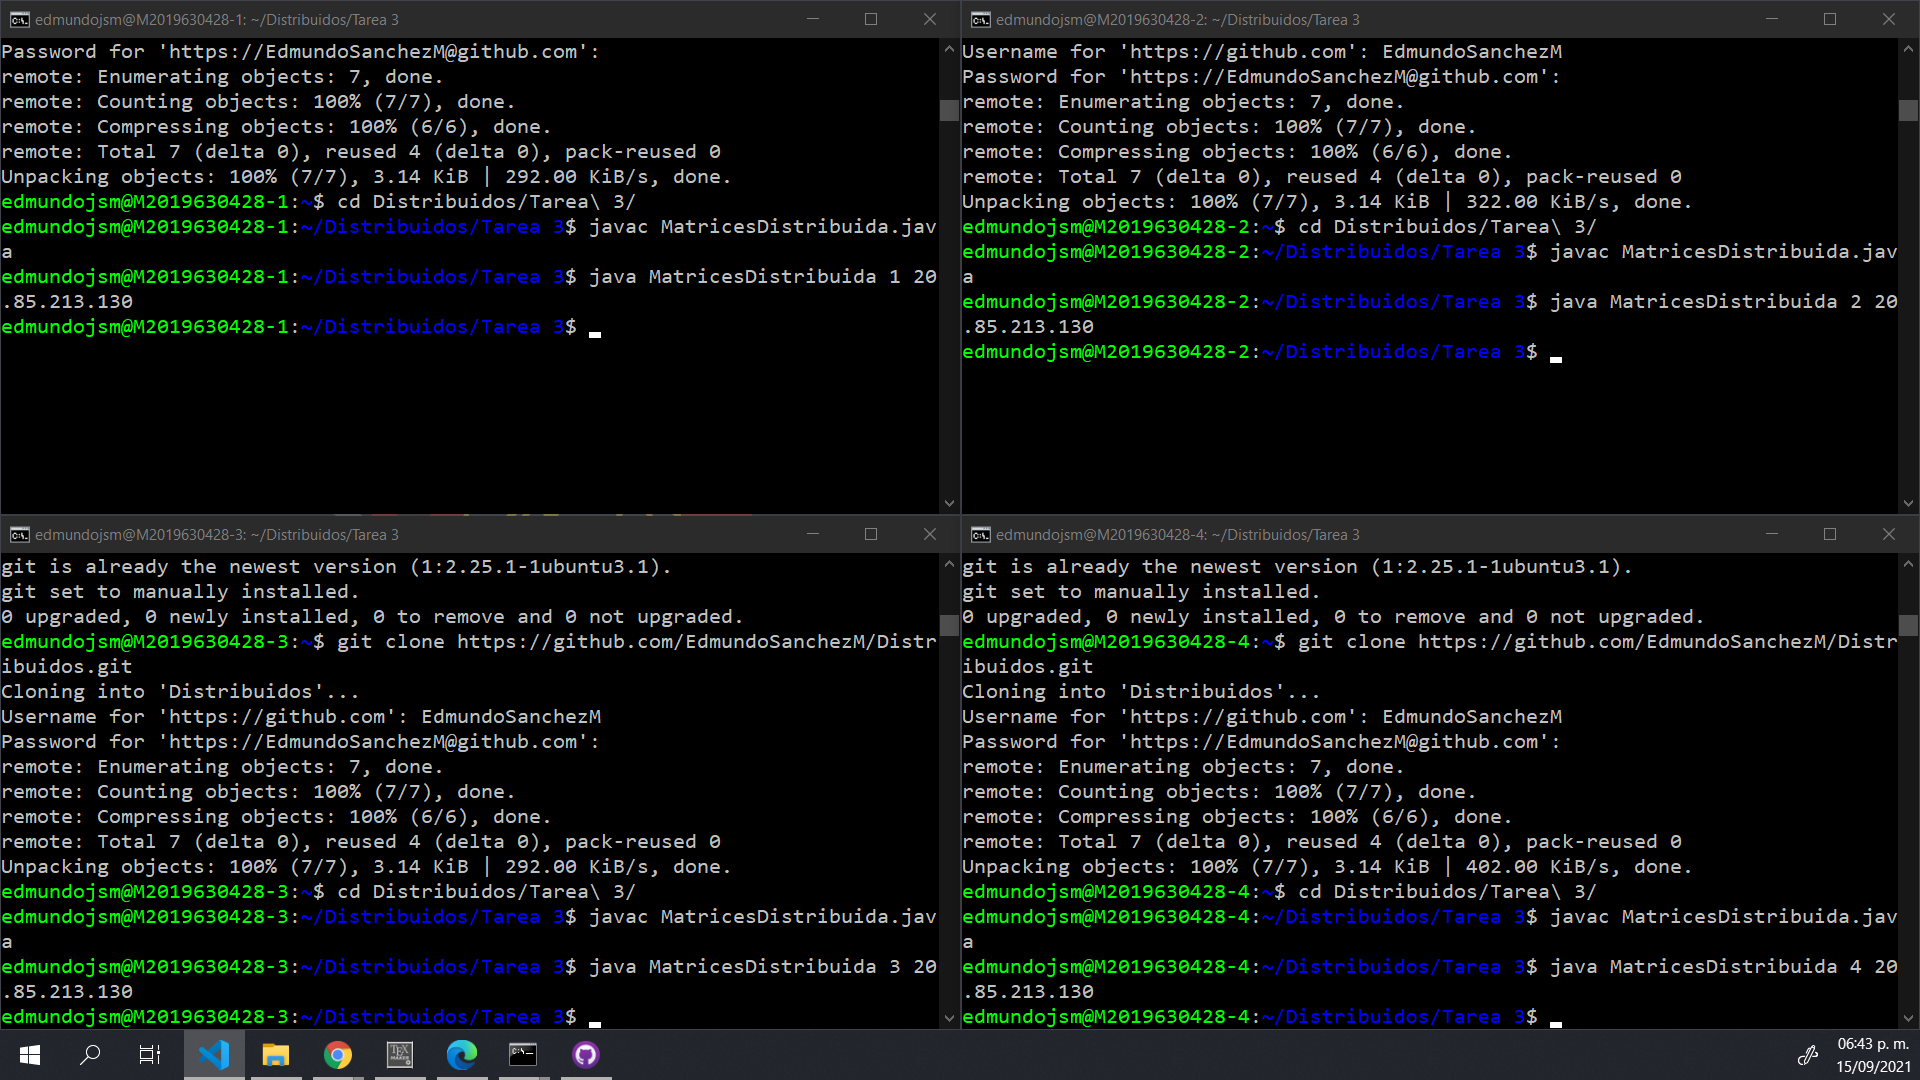 edmundojsm@M2019630428-1: ~/Distribuidos/Tarea 3
Password for 'https://EdmundoSanchezM@github.com':
remote: Enumerating objects: 7, done.
remote: Counting objects: 100% (7/7), done.
remote: Compressing objects: 100% (6/6), done.
remote: Total 7 (delta 0), reused 4 (delta 0), pack-reused 0
Unpacking objects: 100% (7/7), 3.14 KiB | 292.00 KiB/s, done.
edmundojsm@M2019630428-1:~$ cd Distribuidos/Tarea\ 3/
edmundojsm@M2019630428-1:~/Distribuidos/Tarea 3$ javac MatricesDistribuida.jav
a
edmundojsm@M2019630428-1:~/Distribuidos/Tarea 3$ java MatricesDistribuida 1 20
.85.213.130
edmundojsm@M2019630428-1:~/Distribuidos/Tarea 3$
edmundojsm@M2019630428-2: ~/Distribuidos/Tarea 3
Username for 'https://github.com': EdmundoSanchezM
Password for 'https://EdmundoSanchezM@github.com':
remote: Enumerating objects: 7, done.
remote: Counting objects: 100% (7/7), done.
remote: Compressing objects: 100% (6/6), done.
remote: Total 7 (delta 0), reused 4 (delta 0), pack-reused 0
Unpacking objects: 100% (7/7), 3.14 KiB | 322.00 KiB/s, done.
edmundojsm@M2019630428-2:~$ cd Distribuidos/Tarea\ 3/
edmundojsm@M2019630428-2:~/Distribuidos/Tarea 3$ javac MatricesDistribuida.jav
a
edmundojsm@M2019630428-2:~/Distribuidos/Tarea 3$ java MatricesDistribuida 2 20
.85.213.130
edmundojsm@M2019630428-2:~/Distribuidos/Tarea 3$
edmundojsm@M2019630428-3: ~/Distribuidos/Tarea 3
git is already the newest version (1:2.25.1-1ubuntu3.1).
git set to manually installed.
0 upgraded, 0 newly installed, 0 to remove and 0 not upgraded.
edmundojsm@M2019630428-3:~$ git clone https://github.com/EdmundoSanchezM/Distr
ibuidos.git
Cloning into 'Distribuidos'...
Username for 'https://github.com': EdmundoSanchezM
Password for 'https://EdmundoSanchezM@github.com':
remote: Enumerating objects: 7, done.
remote: Counting objects: 100% (7/7), done.
remote: Compressing objects: 100% (6/6), done.
remote: Total 7 (delta 0), reused 4 (delta 0), pack-reused 0
Unpacking objects: 100% (7/7), 3.14 KiB | 292.00 KiB/s, done.
edmundojsm@M2019630428-3:~$ cd Distribuidos/Tarea\ 3/
edmundojsm@M2019630428-3:~/Distribuidos/Tarea 3$ javac MatricesDistribuida.jav
a
edmundojsm@M2019630428-3:~/Distribuidos/Tarea 3$ java MatricesDistribuida 3 20
.85.213.130
edmundojsm@M2019630428-3:~/Distribuidos/Tarea 3$
edmundojsm@M2019630428-4: ~/Distribuidos/Tarea 3
git is already the newest version (1:2.25.1-1ubuntu3.1).
git set to manually installed.
0 upgraded, 0 newly installed, 0 to remove and 0 not upgraded.
edmundojsm@M2019630428-4:~$ git clone https://github.com/EdmundoSanchezM/Distr
ibuidos.git
Cloning into 'Distribuidos'...
Username for 'https://github.com': EdmundoSanchezM
Password for 'https://EdmundoSanchezM@github.com':
remote: Enumerating objects: 7, done.
remote: Counting objects: 100% (7/7), done.
remote: Compressing objects: 100% (6/6), done.
remote: Total 7 (delta 0), reused 4 (delta 0), pack-reused 0
Unpacking objects: 100% (7/7), 3.14 KiB | 402.00 KiB/s, done.
edmundojsm@M2019630428-4:~$ cd Distribuidos/Tarea\ 3/
edmundojsm@M2019630428-4:~/Distribuidos/Tarea 3$ javac MatricesDistribuida.jav
a
edmundojsm@M2019630428-4:~/Distribuidos/Tarea 3$ java MatricesDistribuida 4 20
.85.213.130
edmundojsm@M2019630428-4:~/Distribuidos/Tarea 3$
06:43 p. m.
15/09/2021